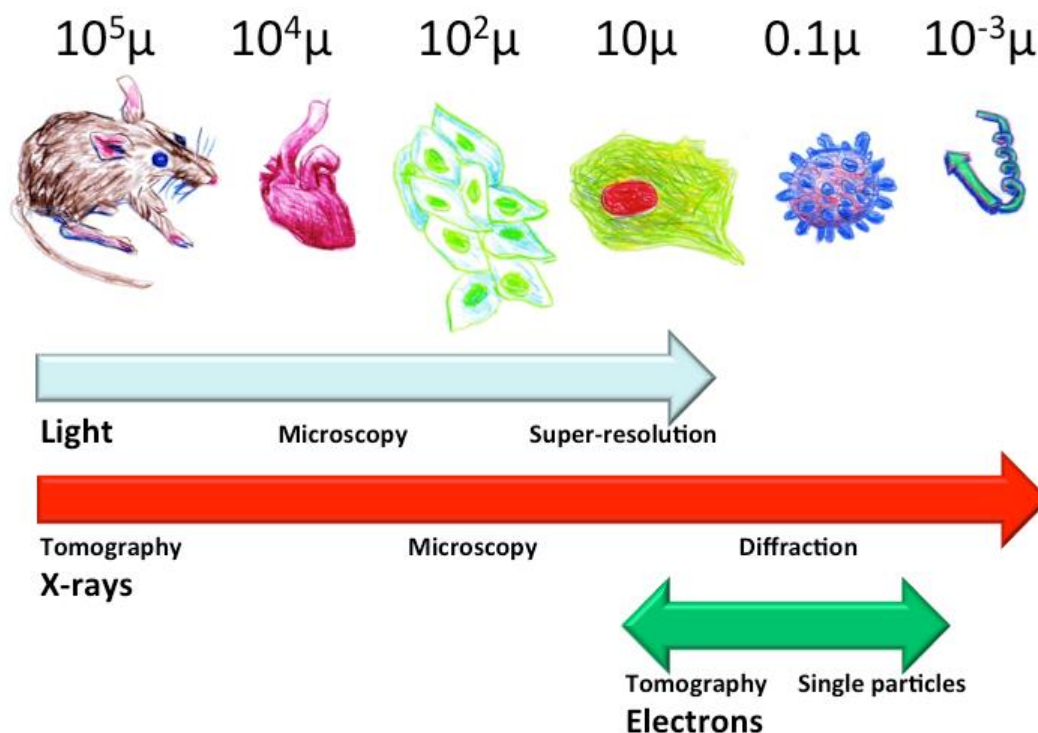 10⁵μ 10⁴μ 10²μ 10μ 0.1μ 10⁻³μ
Light Microscopy Super-resolution
Tomography Microscopy Diffraction
X-rays
Tomography Single particles
Electrons